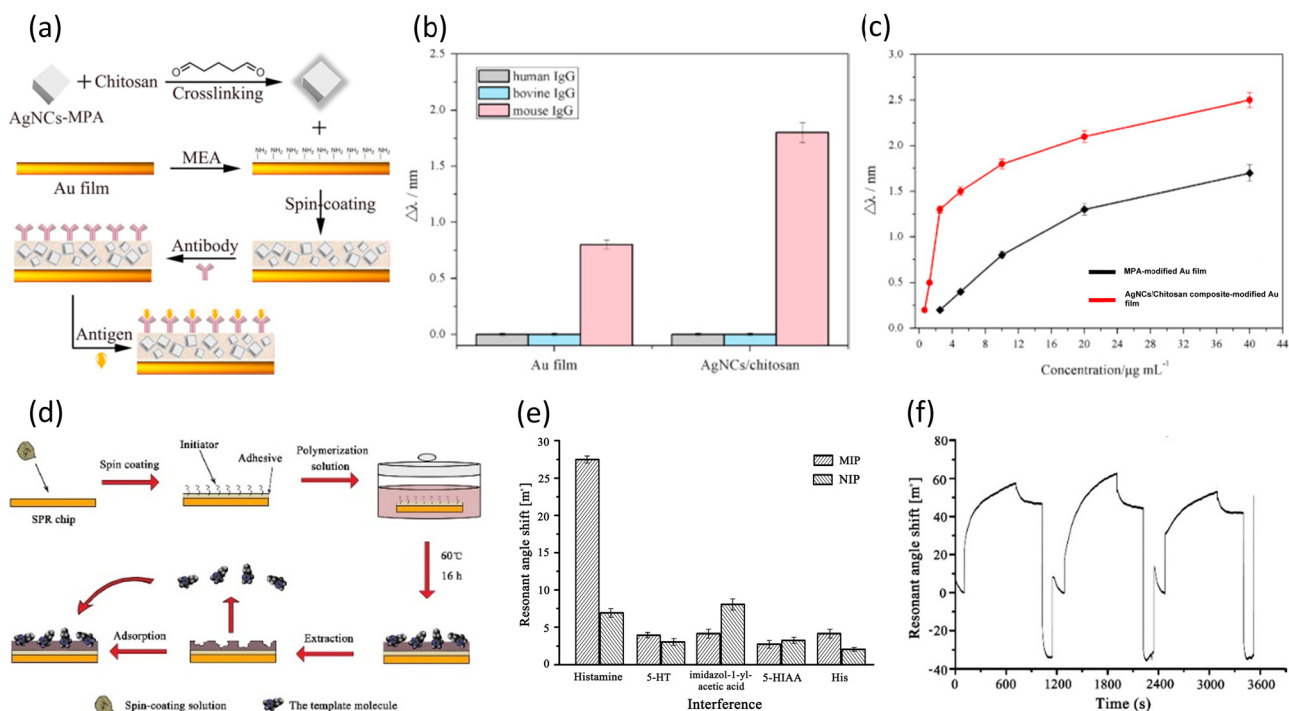 (a)
+ Chitosan
Crosslinking
AgNCs-MPA
+
MEA
NH₂ NH₂ NH₂ NH₂ NH₂ NH₂ NH₂ NH₂ NH₂
Au film
Spin-coating
Antibody
Antigen
(b)
2.5
2.0
1.5
1.0
0.5
0.0
△λ / nm
human IgG
bovine IgG
mouse IgG
Au film
AgNCs/chitosan
(c)
3.0
2.5
2.0
1.5
1.0
0.5
0.0
△λ / nm
MPA-modified Au film
AgNCs/Chitosan composite-modified Au
film
0 4 8 12 16 20 24 28 32 36 40 44
Concentration/μg mL⁻¹
(d)
Spin coating
Initiator
Adhesive
Polymerization
solution
SPR chip
60℃
16 h
Adsorption
Extraction
Spin-coating solution
The template molecule
(e)
30
25
20
15
10
5
0
Resonant angle shift [m°]
MIP
NIP
Histamine
5-HT
imidazol-1-yl-
acetic acid
5-HIAA
His
Interference
(f)
80
60
40
20
0
-20
-40
Resonant angle shift [m°]
0 1200 2400 3600
Time (s)